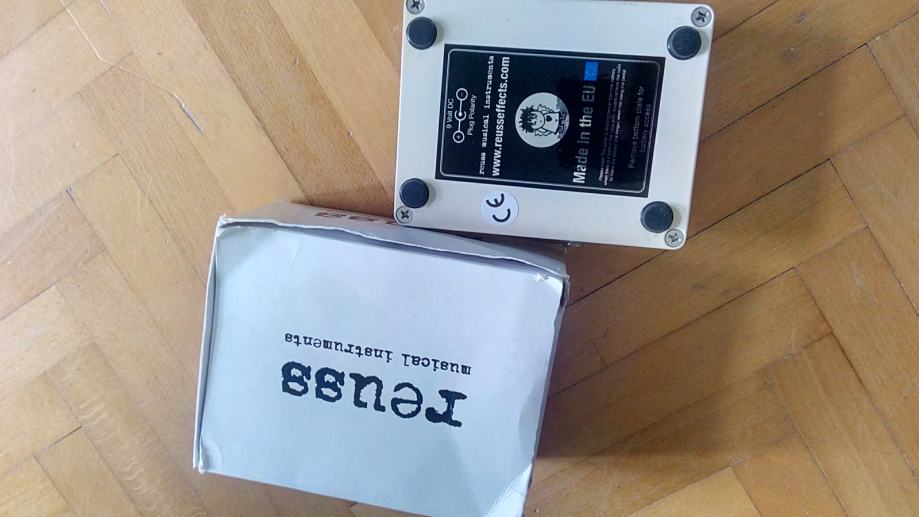 9 Volt DC
Plug Polarity
reuss musical instruments
www.reusseffects.com
Made in the EU
Remove bottom plate for
battery access
CE
reuss
musical instruments